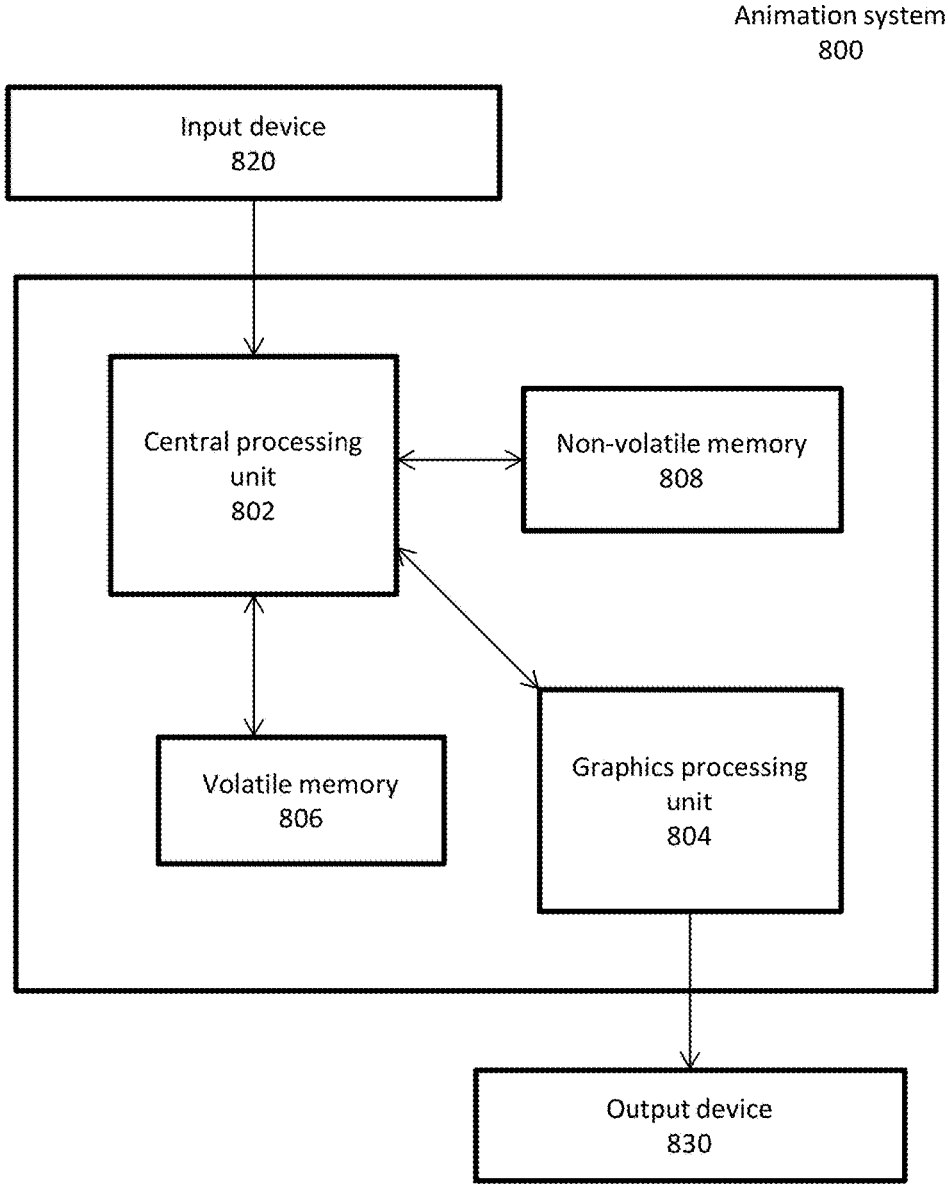 Animation system
800
Input device
820
Central processing
unit
802
Non-volatile memory
808
Volatile memory
806
Graphics processing
unit
804
Output device
830